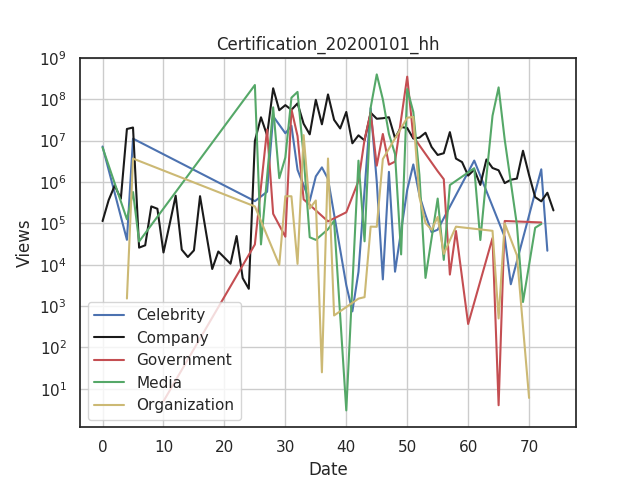 Certification_20200101_hh
10^9
10^8
10^7
10^6
10^5
10^4
10^3
10^2
10^1
Views
Celebrity
Company
Government
Media
Organization
0 10 20 30 40 50 60 70
Date